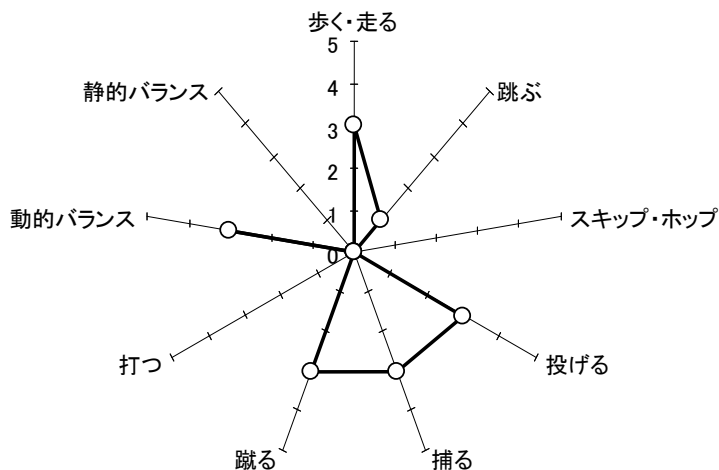 歩く・走る
5
4
3
2
1
0
跳ぶ
スキップ・ホップ
投げる
捕る
蹴る
打つ
動的バランス
静的バランス